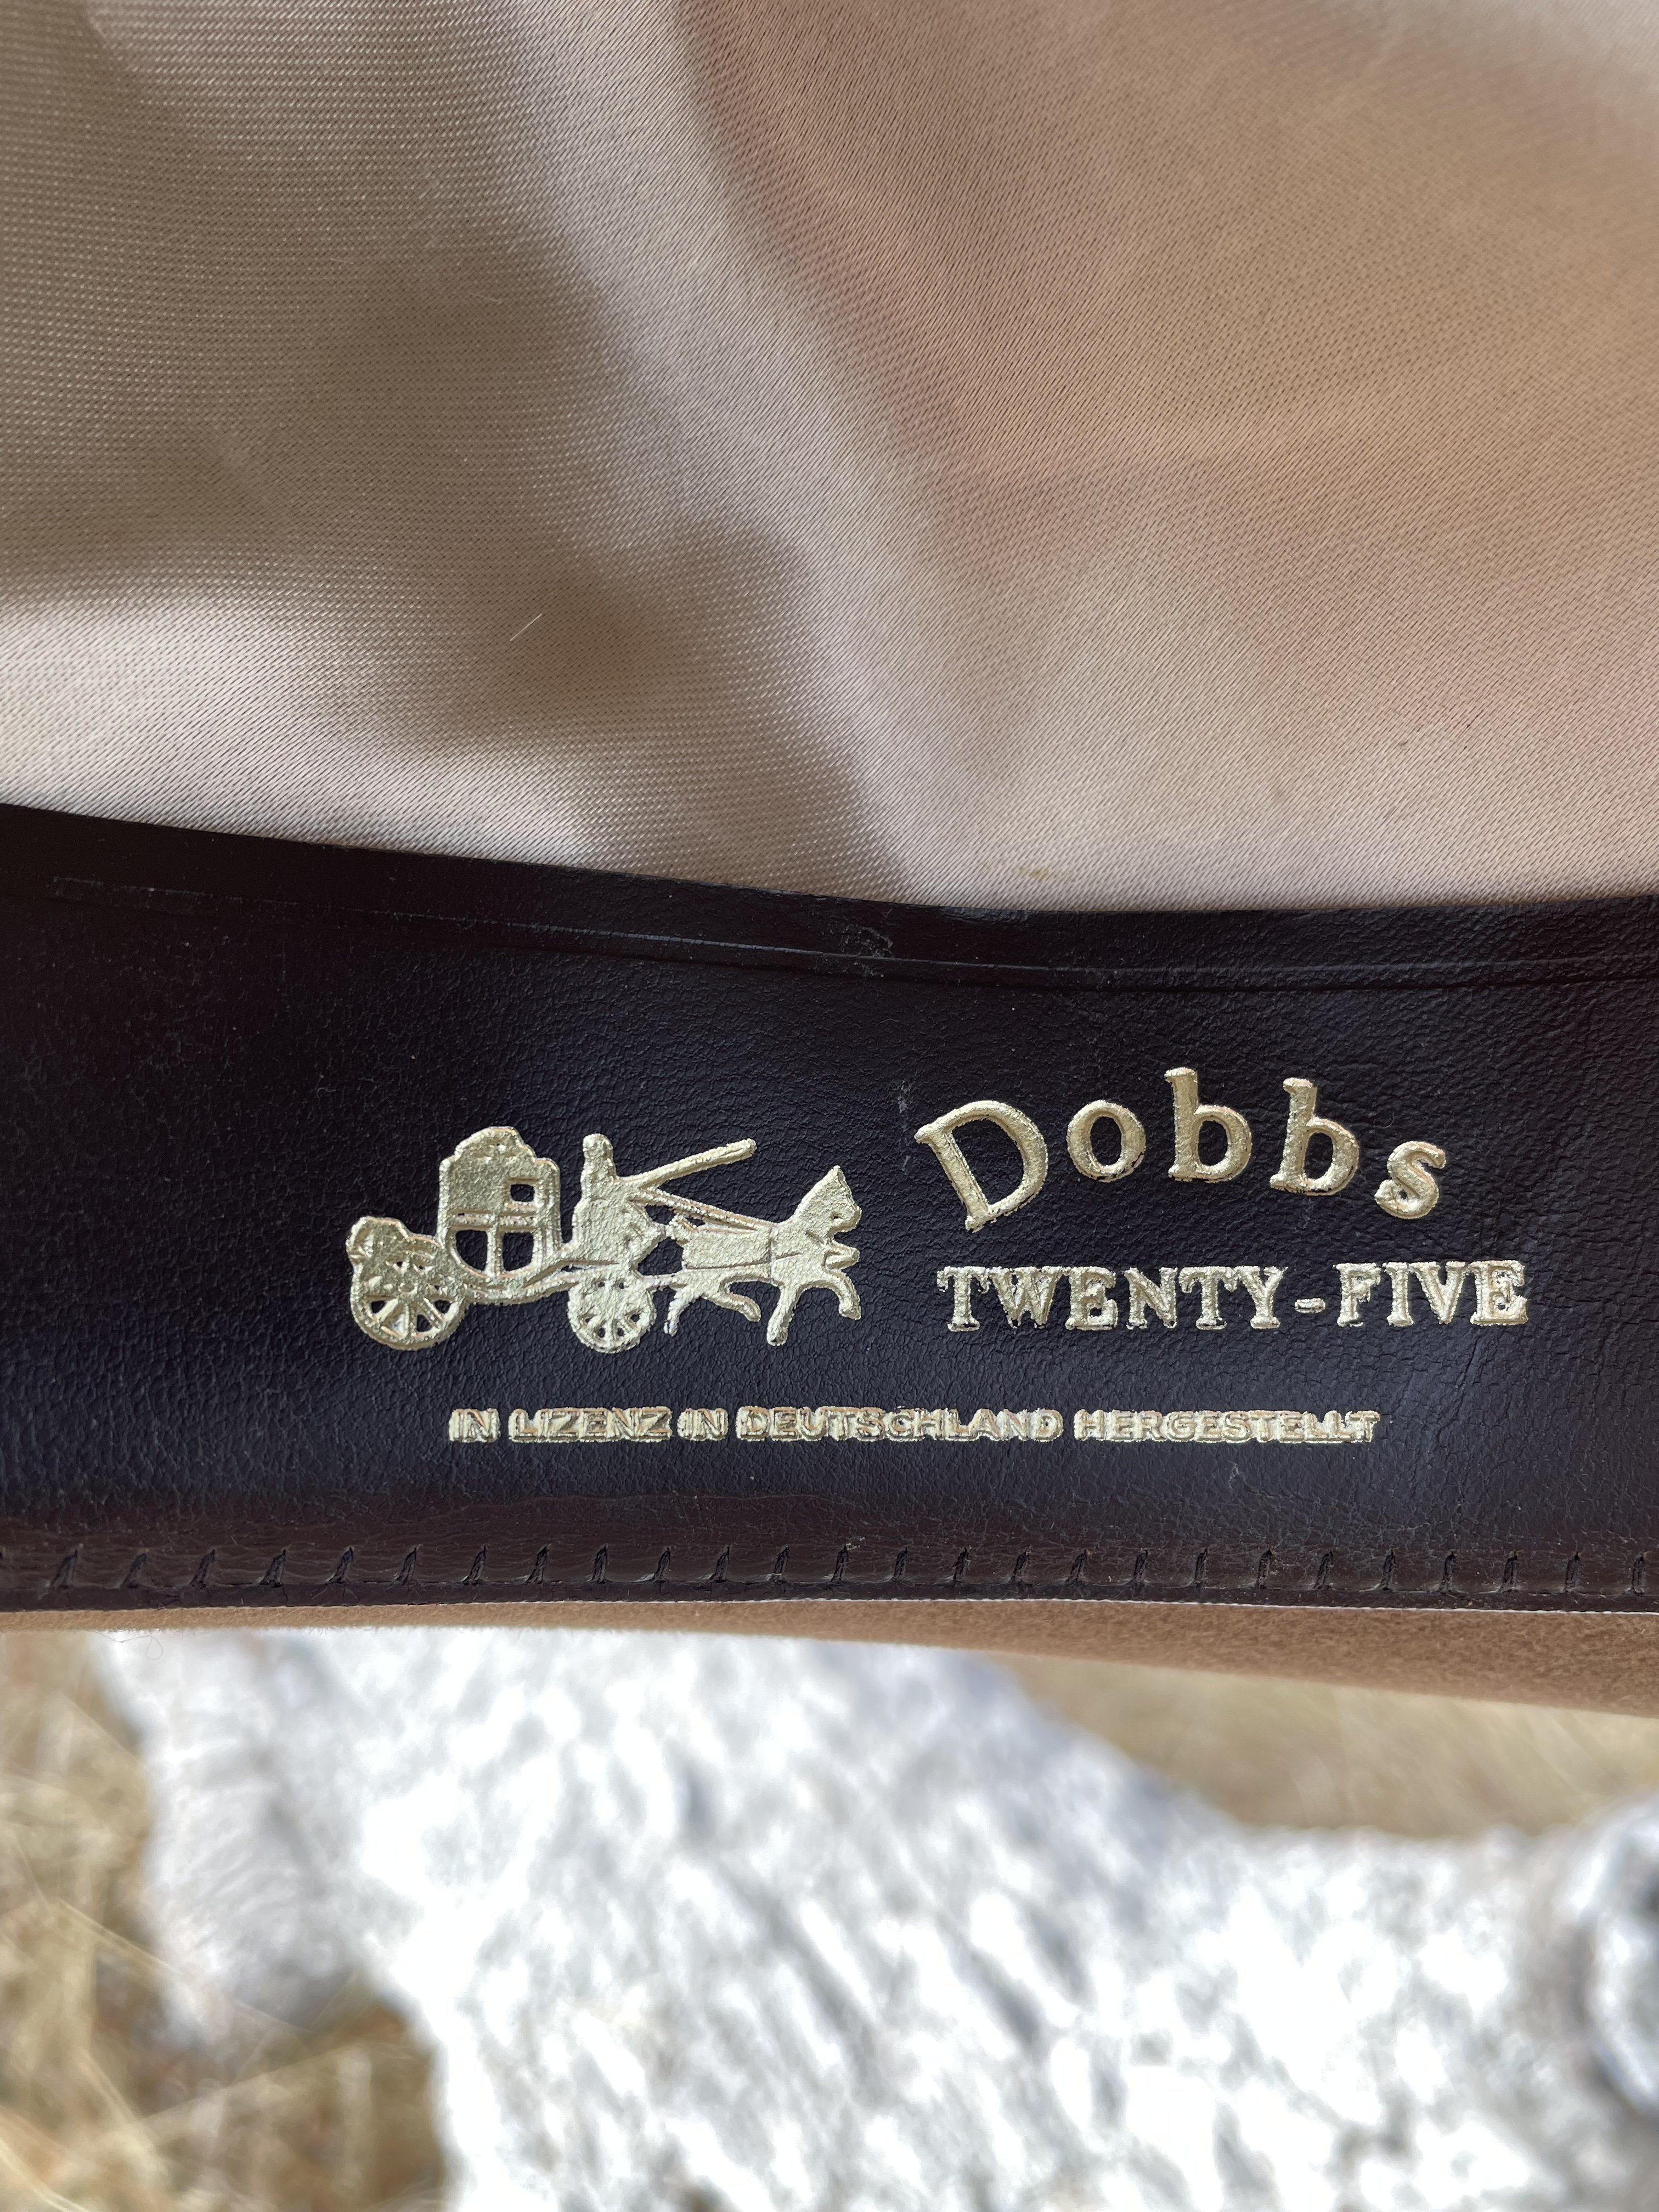 Dobbs
TWENTY-FIVE
IN LIZENZ IN DEUTSCHLAND HERGESTELLT